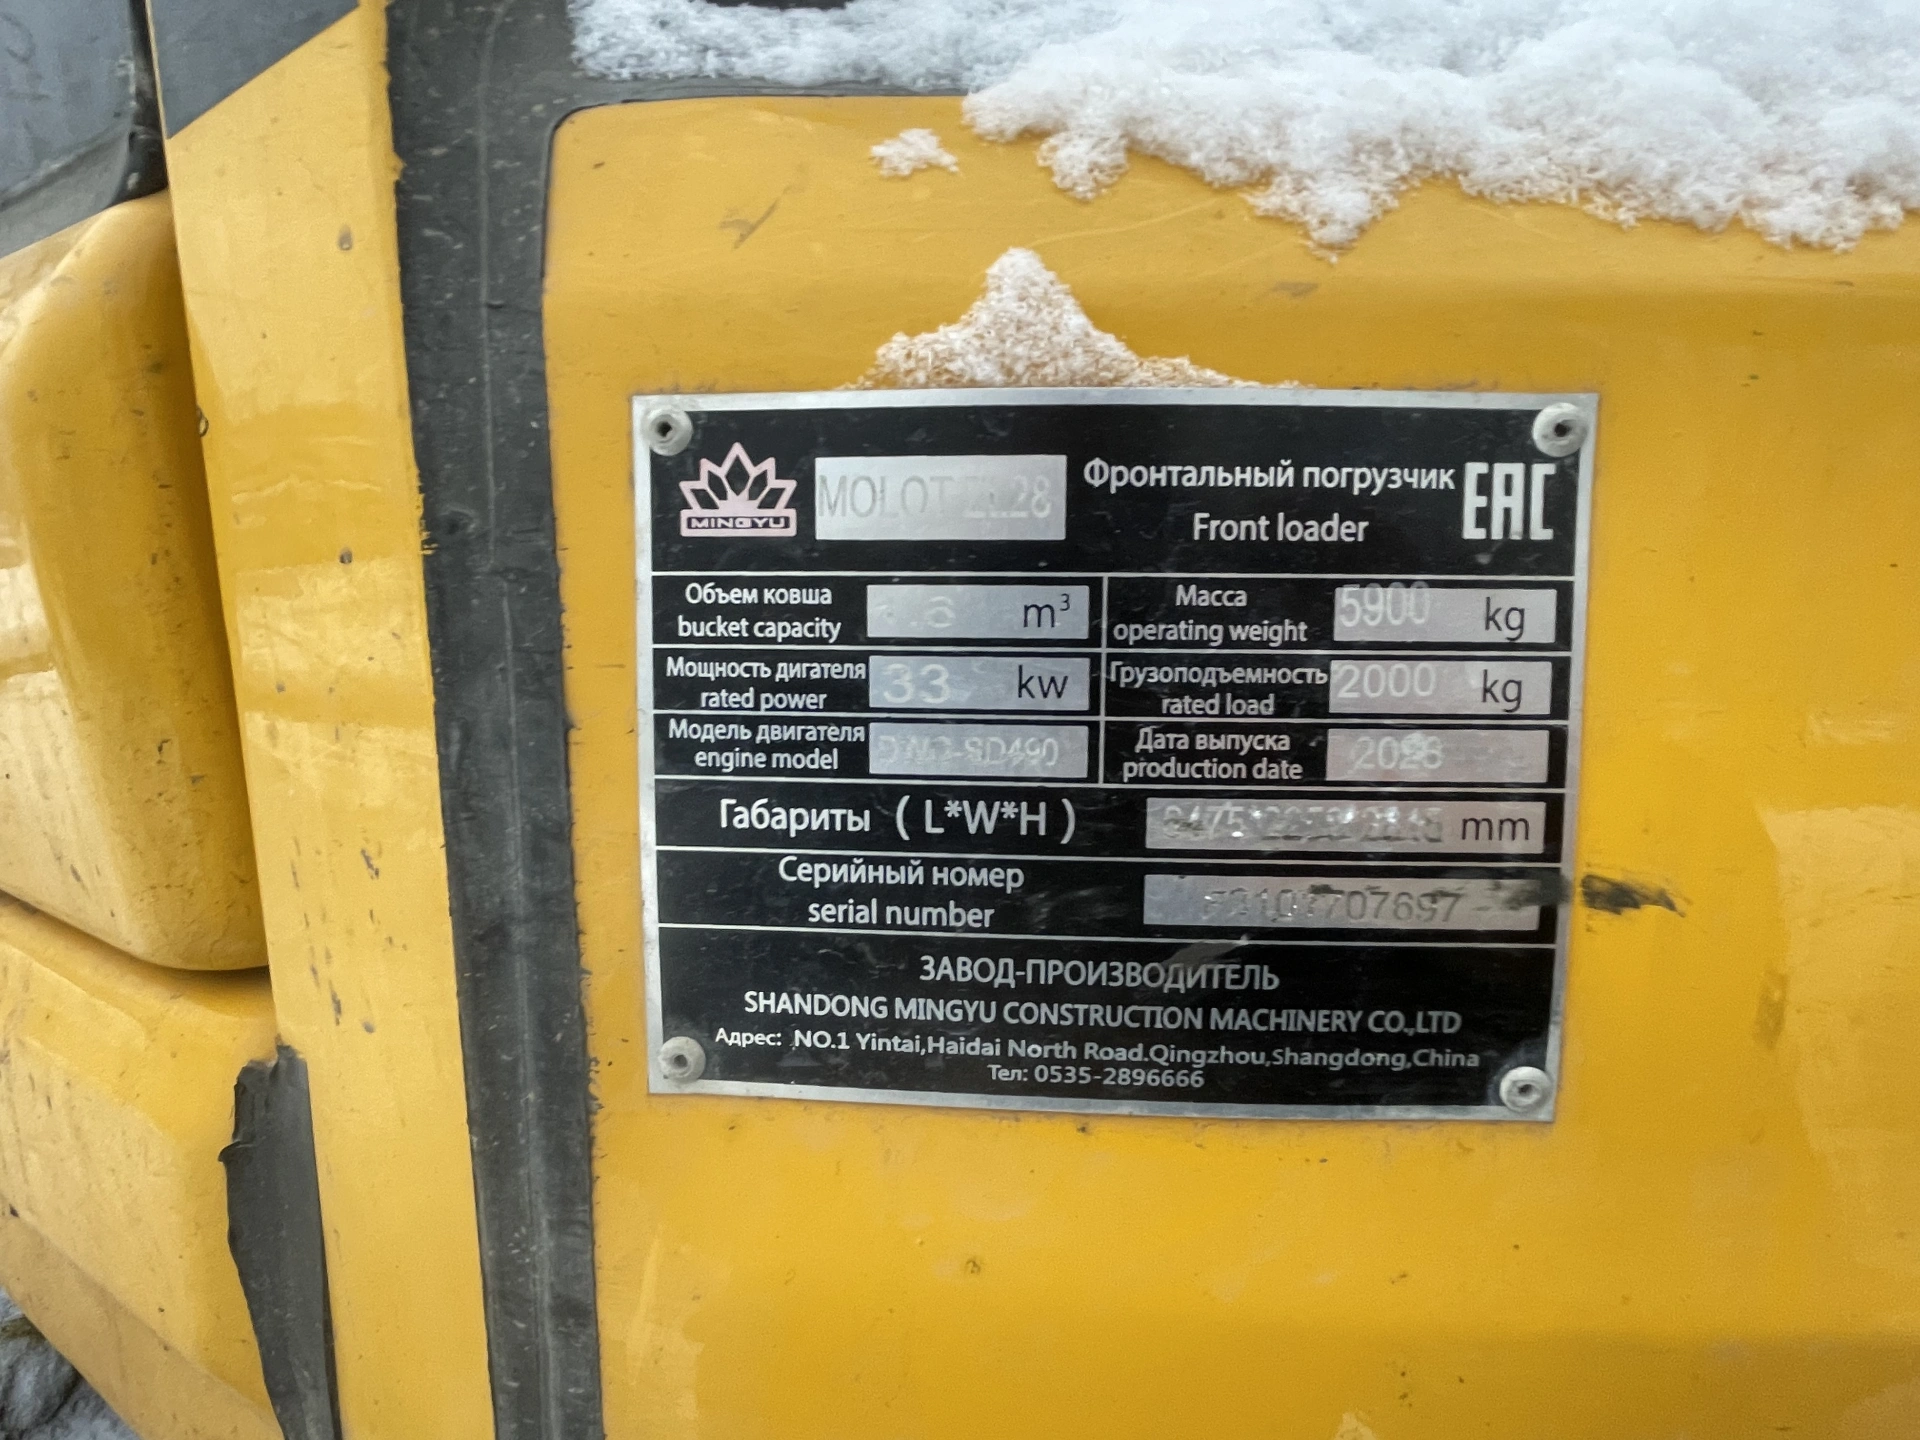 MINGYU
MOLOT ZL28
Фронтальный погрузчик
Front loader
EAC
Объем ковша
bucket capacity
m³
Масса
operating weight
5900 kg
Мощность дигателя
rated power
33 kw
Грузоподъемность
rated load
2000 kg
Модель двигателя
engine model
Дата выпуска
production date
Габариты (L*W*H)
mm
Серийный номер
serial number
ЗАВОД-ПРОИЗВОДИТЕЛЬ
SHANDONG MINGYU CONSTRUCTION MACHINERY CO.,LTD
Адрес: NO.1 Yintai,Haidai North Road.Qingzhou,Shangdong,China
Тел: 0535-2896666